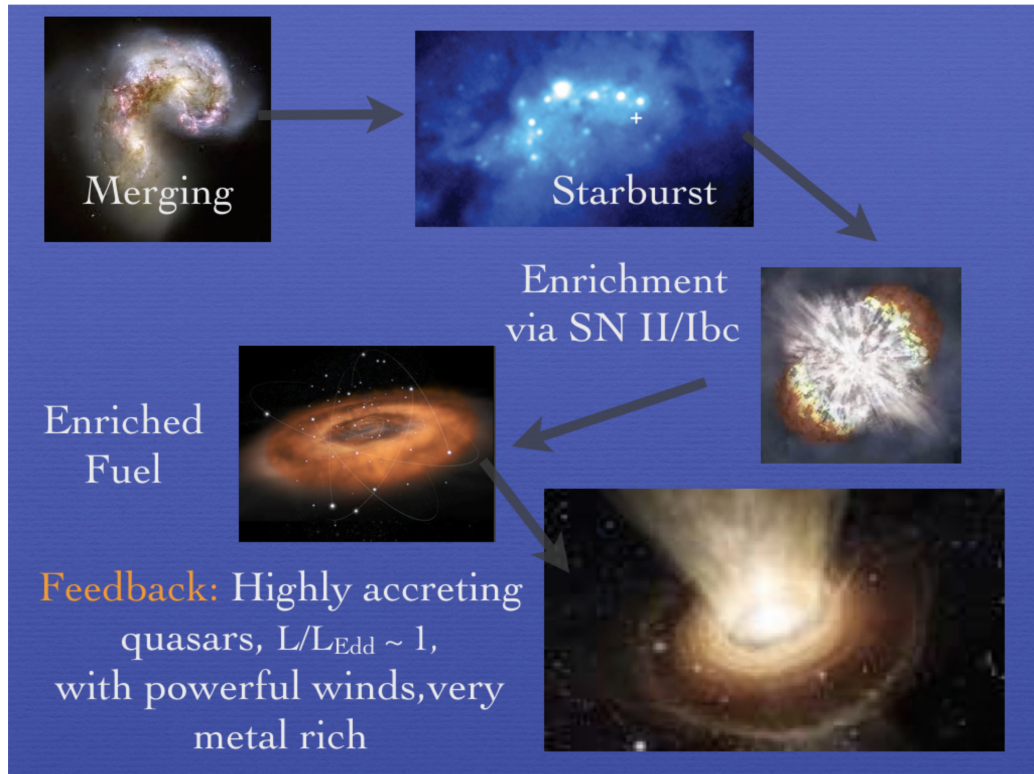 Merging
Starburst
Enrichment
via SN II/Ibc
Enriched
Fuel
Feedback: Highly accreting
quasars, L/LEdd ~ 1,
with powerful winds,very
metal rich